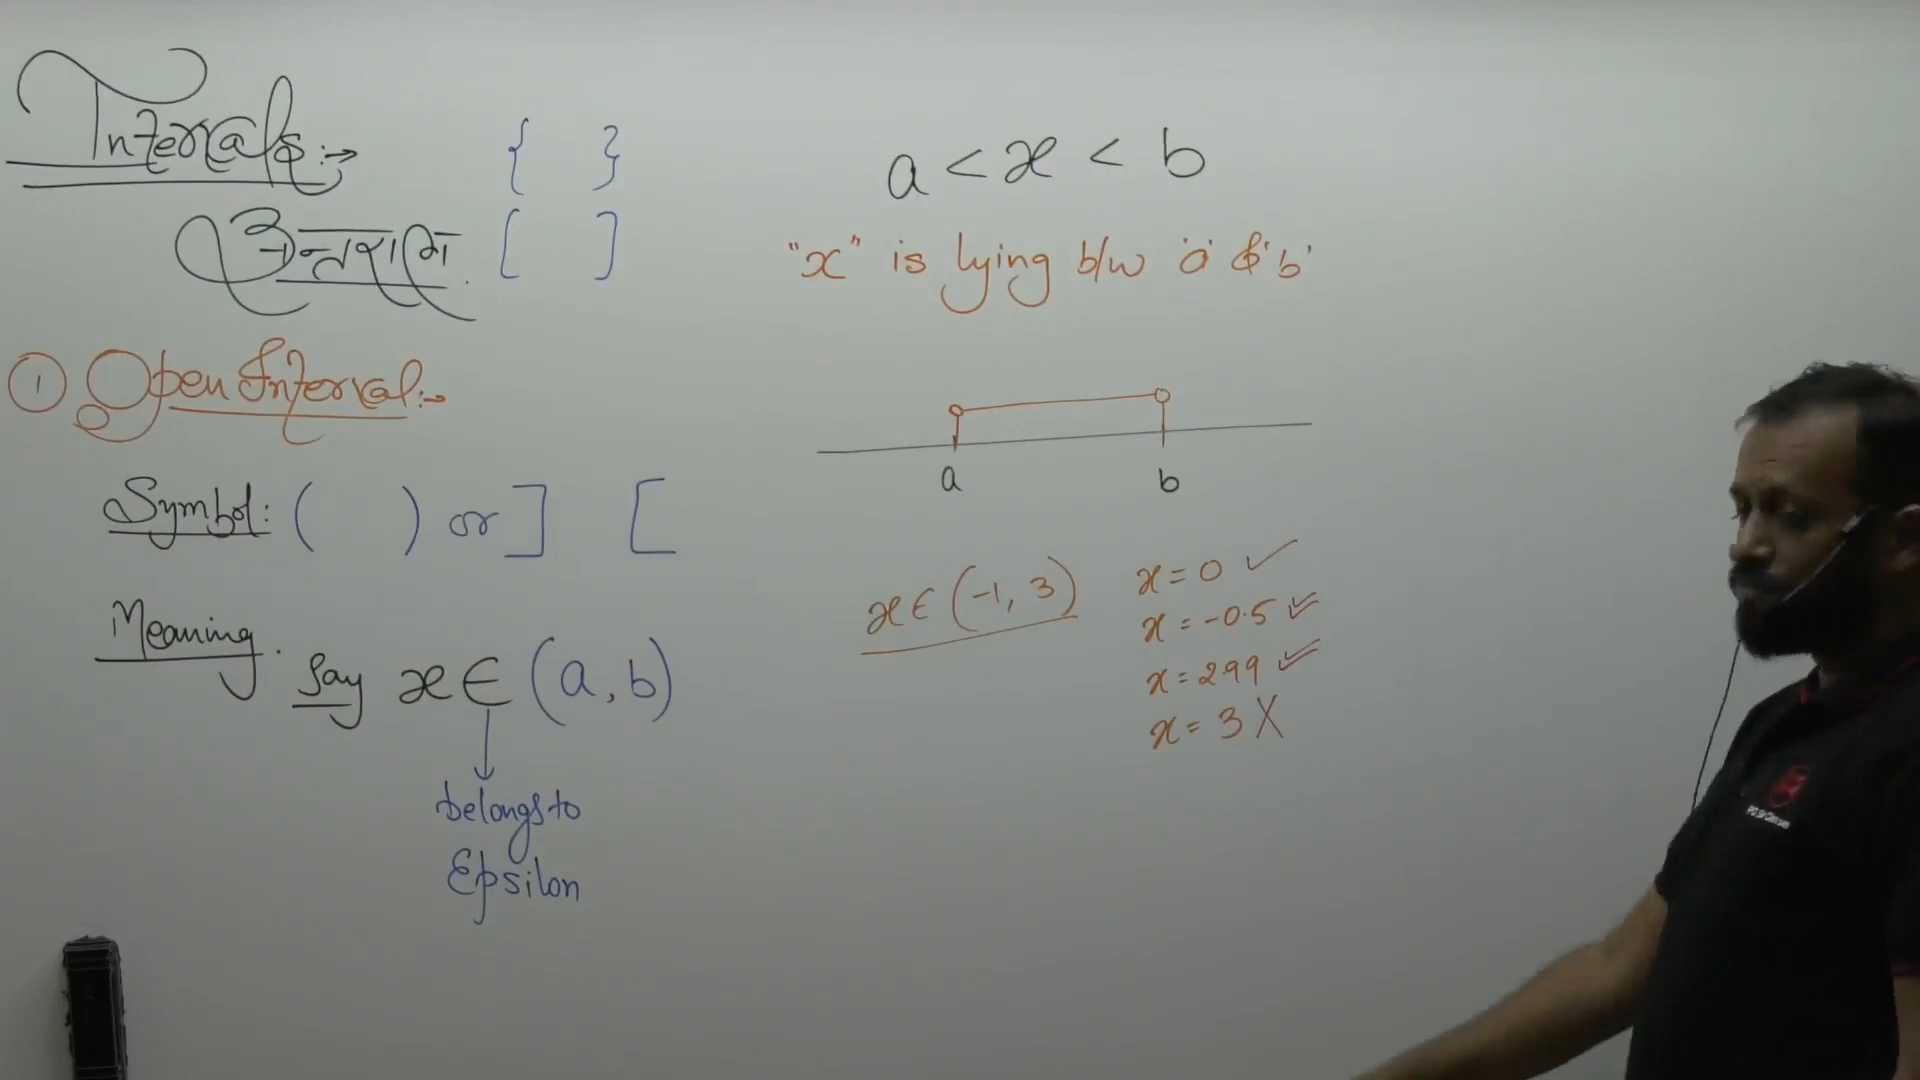 Intervals:→
{ }
अन्तराल.
[ ]
① Open Interval:→
Symbol: ( ) or ] [
Meaning.
Say x ∈ (a, b)
belongs to
Epsilon
a < x < b
"x" is lying b/w 'a' & 'b'
a b
x ∈ (-1, 3)
x = 0 ✓
x = -0.5 ✓
x = 2.99 ✓
x = 3 X